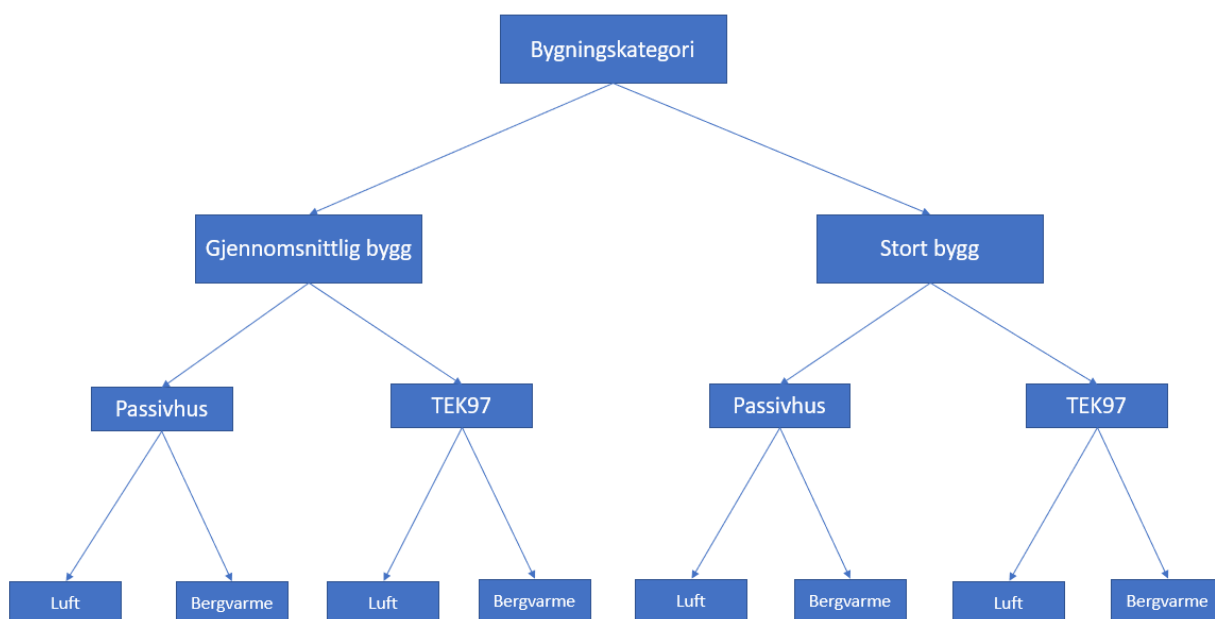 Bygningskategori
Gjennomsnittlig bygg
Stort bygg
Passivhus
TEK97
Passivhus
TEK97
Luft
Bergvarme
Luft
Bergvarme
Luft
Bergvarme
Luft
Bergvarme